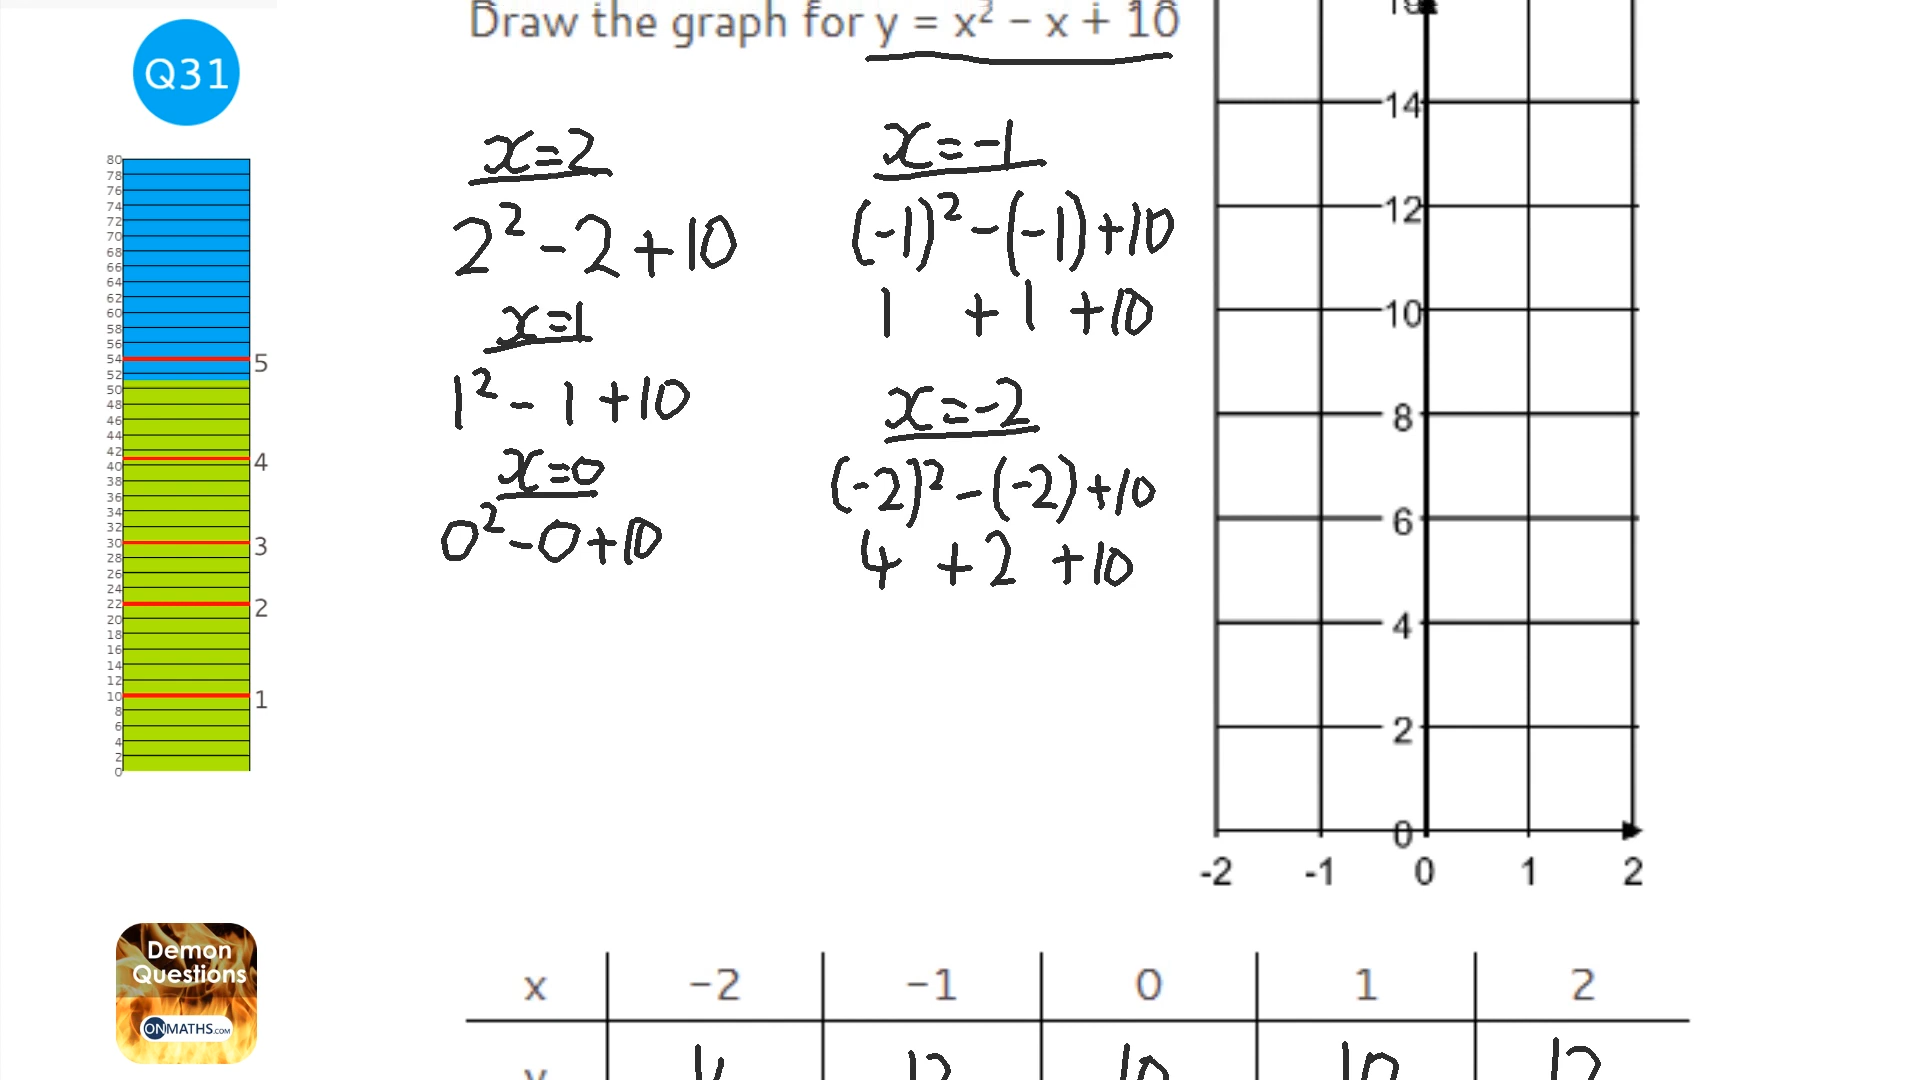 Draw the graph for y = x² − x + 10
Q31
x=2
2² - 2 + 10
x=1
1² - 1 + 10
x=0
0² - 0 + 10
x=-1
(-1)² - (-1) + 10
1 + 1 + 10
x=-2
(-2)² - (-2) + 10
4 + 2 + 10
80
78
76
74
72
70
68
66
64
62
60
58
56
54
52
50
48
46
44
42
40
38
36
34
32
30
28
26
24
22
20
18
16
14
12
10
8
6
4
2
0
5
4
3
2
1
14
12
10
8
6
4
2
0
-2 -1 0 1 2
Demon
Questions
ONMATHS.COM
x −2 −1 0 1 2
y 12 10 10 12